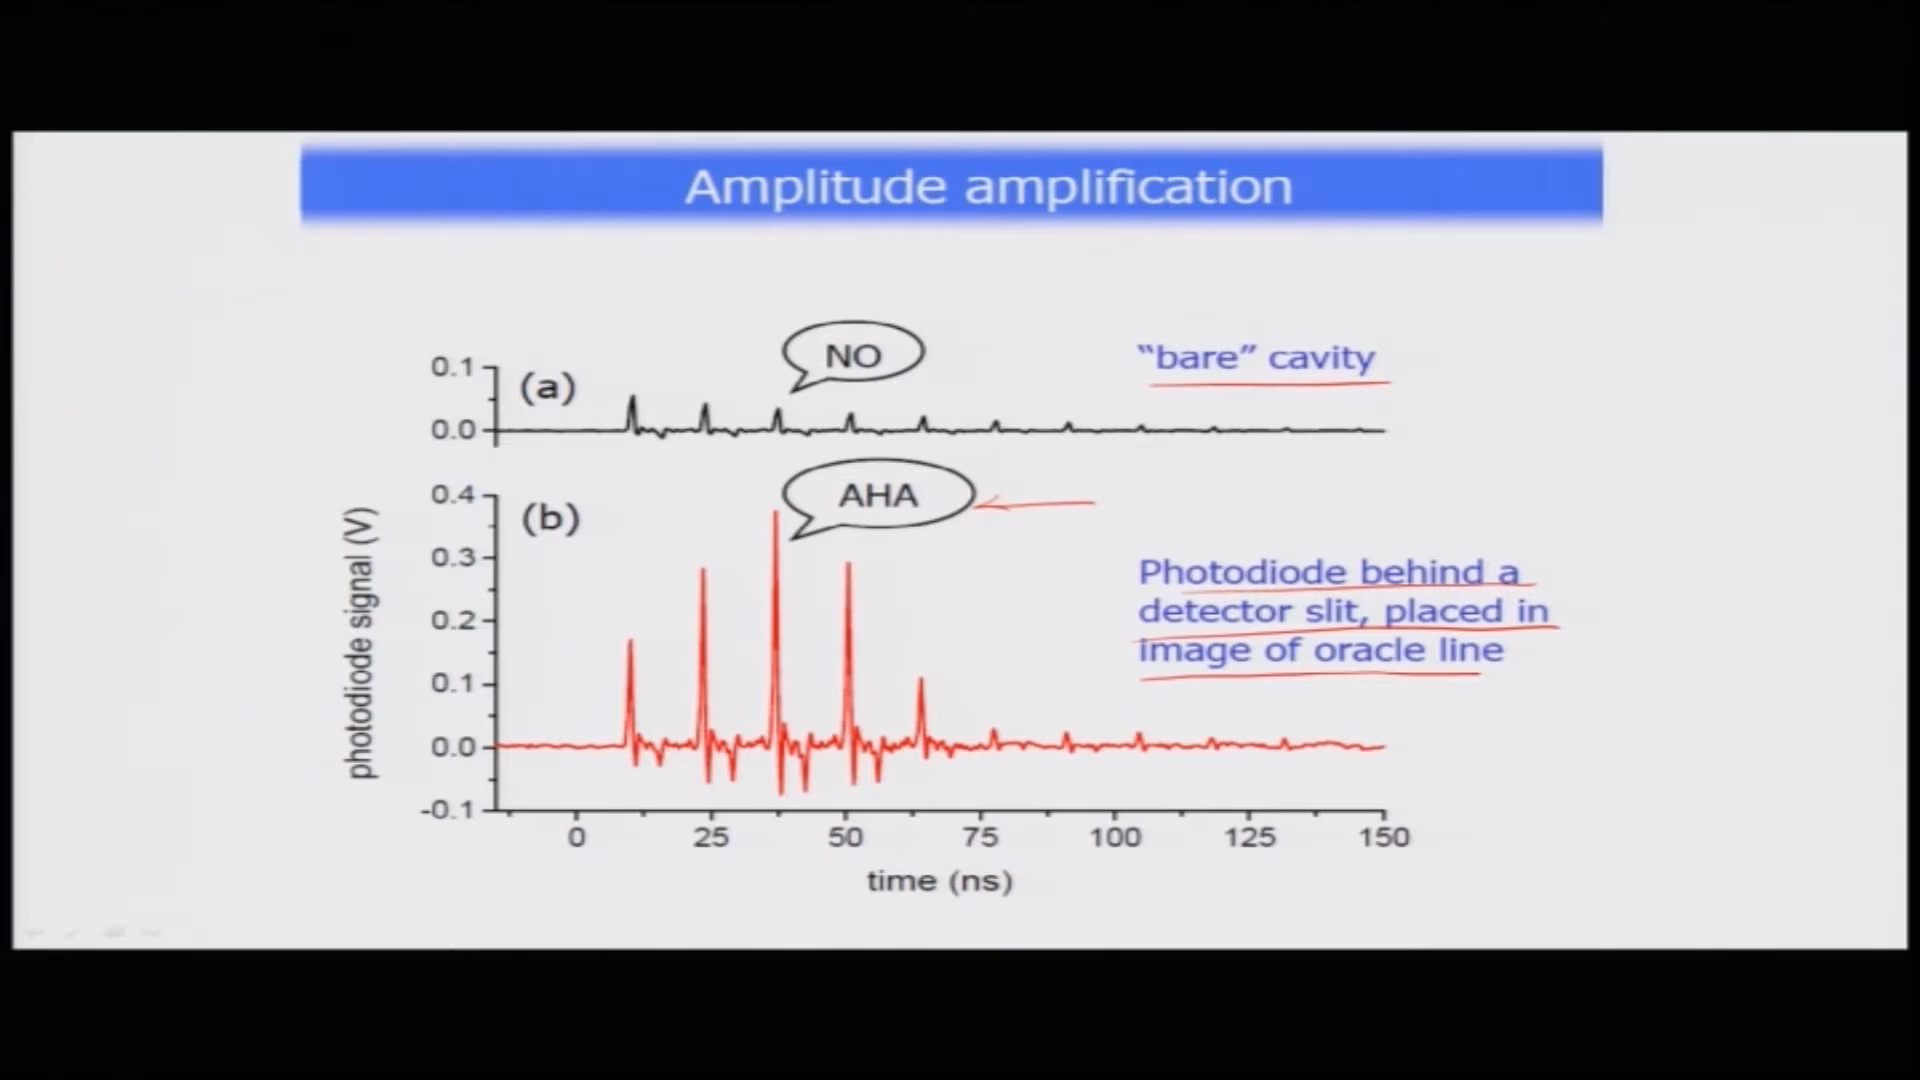 Amplitude amplification
NO
"bare" cavity
0.1
(a)
0.0
AHA
0.4
(b)
0.3
Photodiode behind a
detector slit, placed in
image of oracle line
0.2
0.1
0.0
-0.1
photodiode signal (V)
0 25 50 75 100 125 150
time (ns)